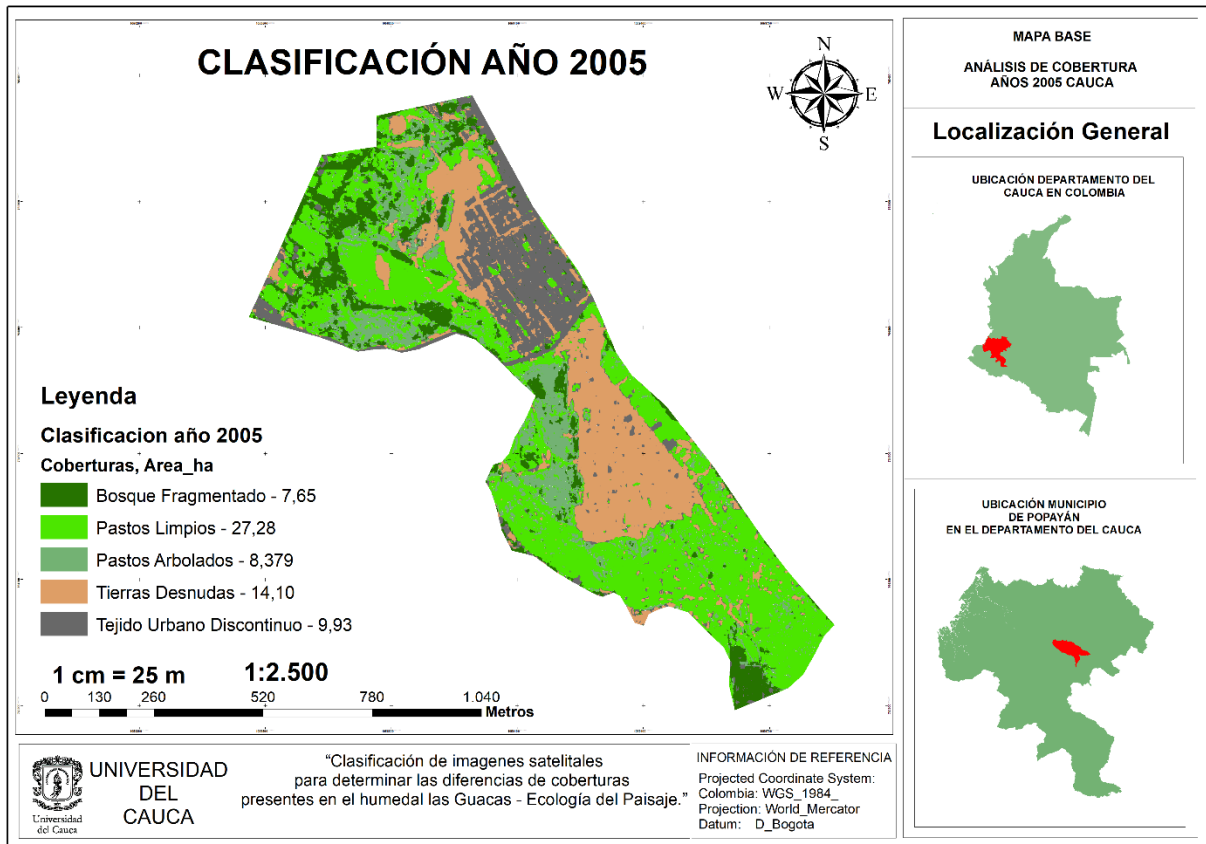 CLASIFICACIÓN AÑO 2005
N
W
E
S
Leyenda
Clasificacion año 2005
Coberturas, Area_ha
Bosque Fragmentado - 7,65
Pastos Limpios - 27,28
Pastos Arbolados - 8,379
Tierras Desnudas - 14,10
Tejido Urbano Discontinuo - 9,93
1 cm = 25 m
1:2.500
0 130 260 520 780 1.040
Metros
MAPA BASE
ANÁLISIS DE COBERTURA
AÑOS 2005 CAUCA
Localización General
UBICACIÓN DEPARTAMENTO DEL
CAUCA EN COLOMBIA
UBICACIÓN MUNICIPIO
DE POPAYÁN
EN EL DEPARTAMENTO DEL CAUCA
Universidad
del Cauca
UNIVERSIDAD
DEL
CAUCA
“Clasificación de imagenes satelitales
para determinar las diferencias de coberturas
presentes en el humedal las Guacas - Ecología del Paisaje.”
INFORMACIÓN DE REFERENCIA
Projected Coordinate System:
Colombia: WGS_1984_
Projection: World_Mercator
Datum: D_Bogota